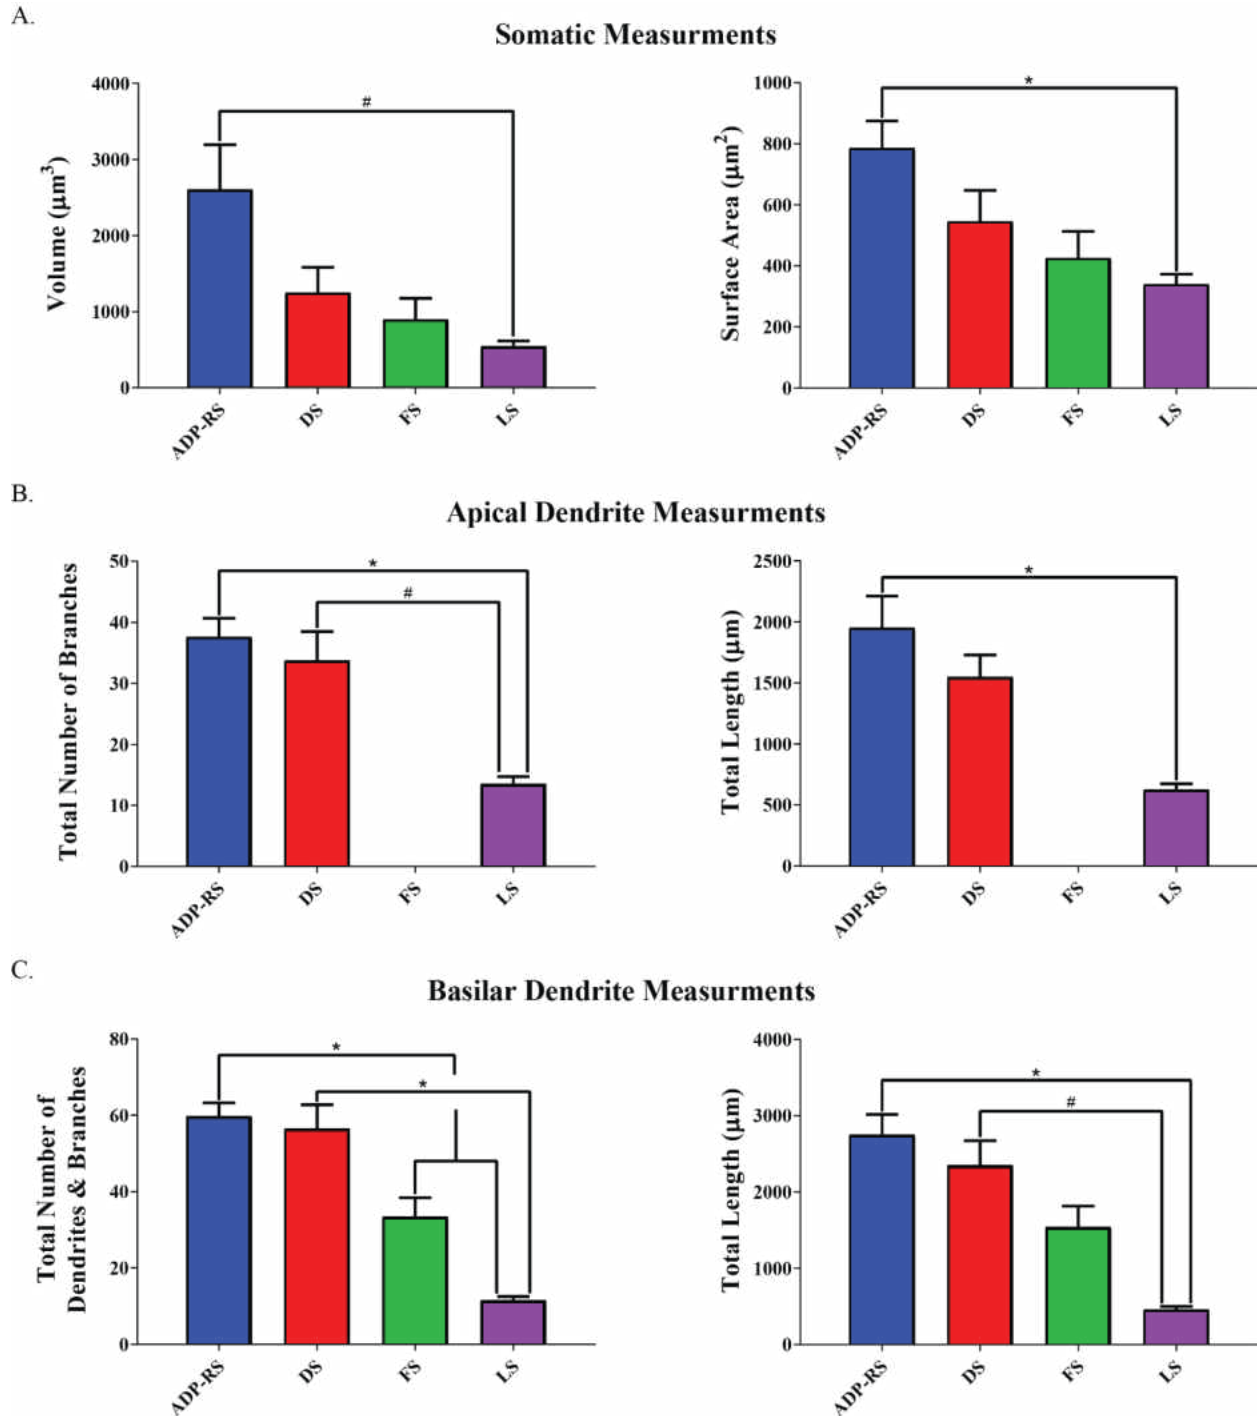 A.
Somatic Measurments
Volume (µm³)
4000
3000
2000
1000
0
#
ADP-RS
DS
FS
LS
Surface Area (µm²)
1000
800
600
400
200
0
*
ADP-RS
DS
FS
LS
B.
Apical Dendrite Measurments
Total Number of Branches
50
40
30
20
10
0
*
#
ADP-RS
DS
FS
LS
Total Length (µm)
2500
2000
1500
1000
500
0
*
ADP-RS
DS
FS
LS
C.
Basilar Dendrite Measurments
Total Number of
Dendrites & Branches
80
60
40
20
0
*
*
ADP-RS
DS
FS
LS
Total Length (µm)
4000
3000
2000
1000
0
*
#
ADP-RS
DS
FS
LS